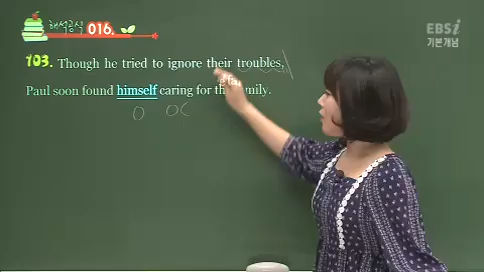 해석공식 016.
EBSi
기본개념
103. Though he tried to ignore their troubles,
Paul soon found himself caring for the family.
O OC